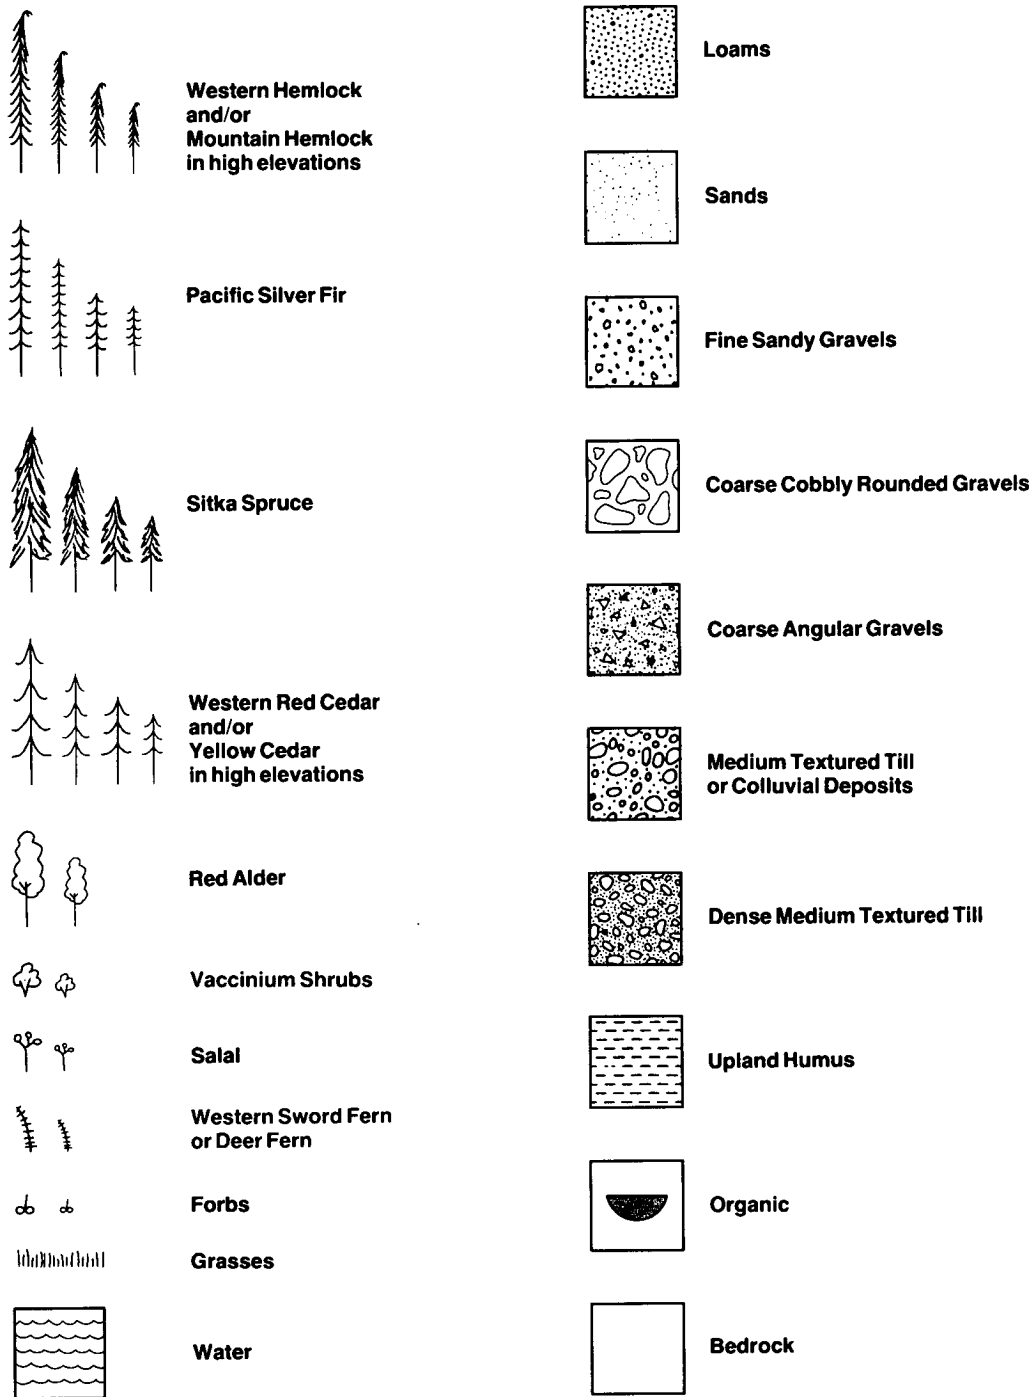 Western Hemlock
and/or
Mountain Hemlock
in high elevations
Pacific Silver Fir
Sitka Spruce
Western Red Cedar
and/or
Yellow Cedar
in high elevations
Red Alder
Vaccinium Shrubs
Salal
Western Sword Fern
or Deer Fern
Forbs
Grasses
Water
Loams
Sands
Fine Sandy Gravels
Coarse Cobbly Rounded Gravels
Coarse Angular Gravels
Medium Textured Till
or Colluvial Deposits
Dense Medium Textured Till
Upland Humus
Organic
Bedrock